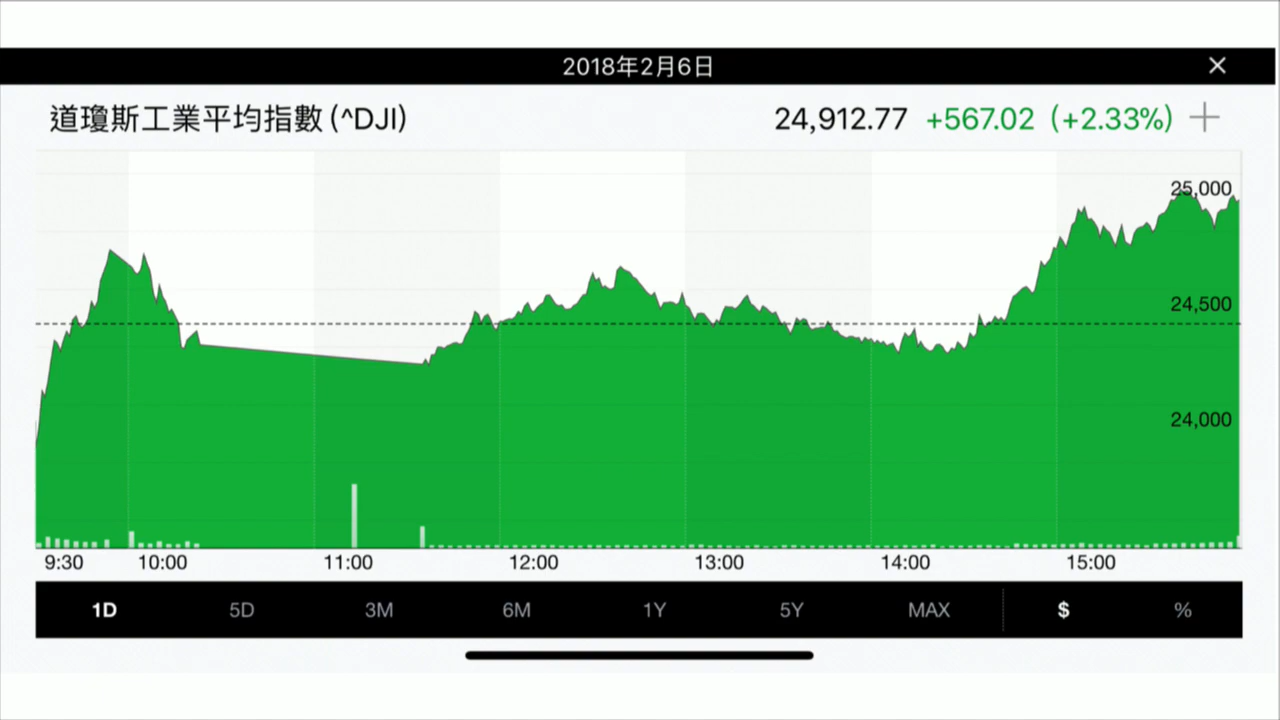 2018年2月6日 ×
道瓊斯工業平均指數 (^DJI) 24,912.77 +567.02 (+2.33%) +
25,000
24,500
24,000
9:30 10:00 11:00 12:00 13:00 14:00 15:00
1D 5D 3M 6M 1Y 5Y MAX $ %